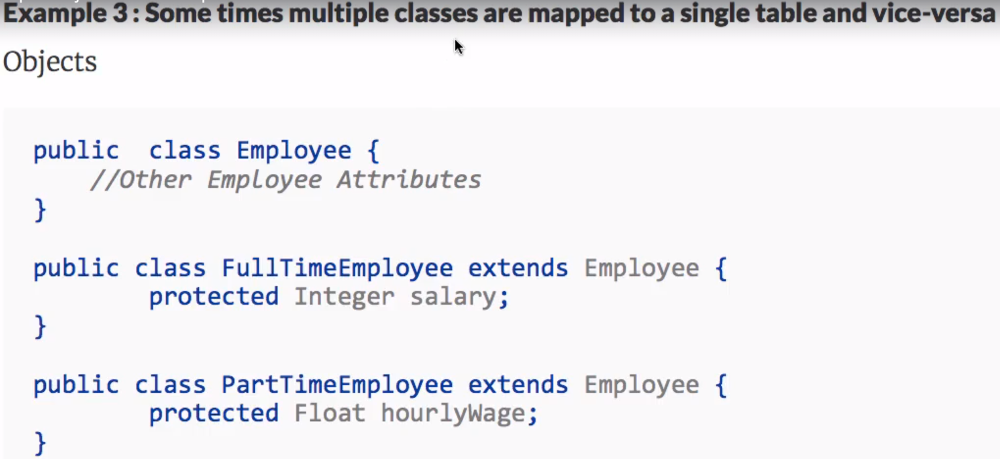 Example 3 : Some times multiple classes are mapped to a single table and vice-versa
Objects
public  class Employee {
    //Other Employee Attributes
}
public class FullTimeEmployee extends Employee {
        protected Integer salary;
}
public class PartTimeEmployee extends Employee {
        protected Float hourlyWage;
}